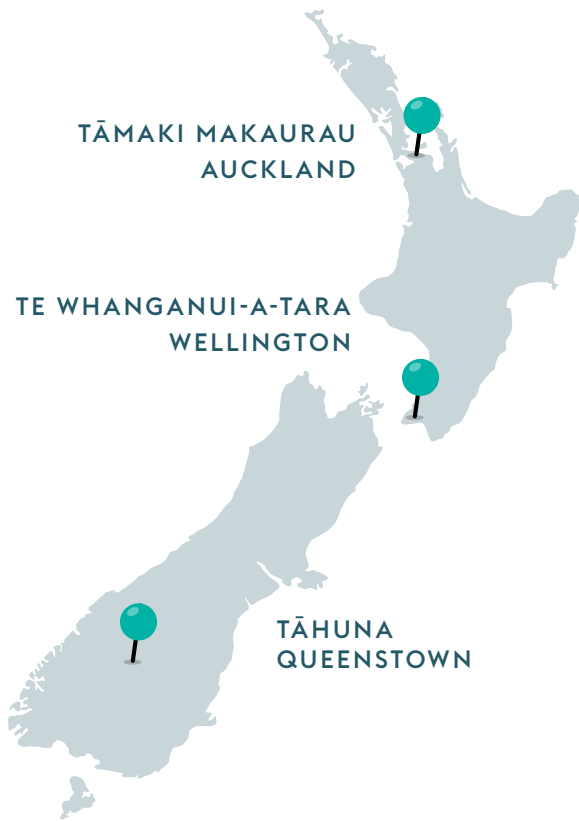 TĀMAKI MAKAURAU
AUCKLAND
TE WHANGANUI-A-TARA
WELLINGTON
TĀHUNA
QUEENSTOWN